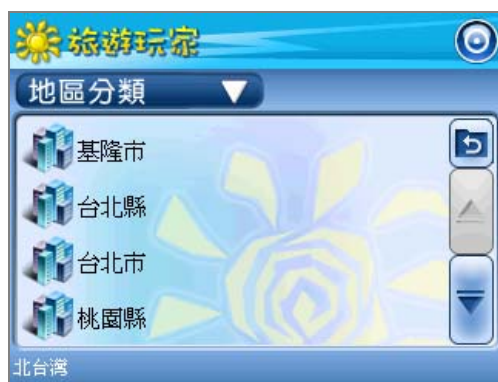 旅遊玩家
地區分類
基隆市
台北縣
台北市
桃園縣
北台灣